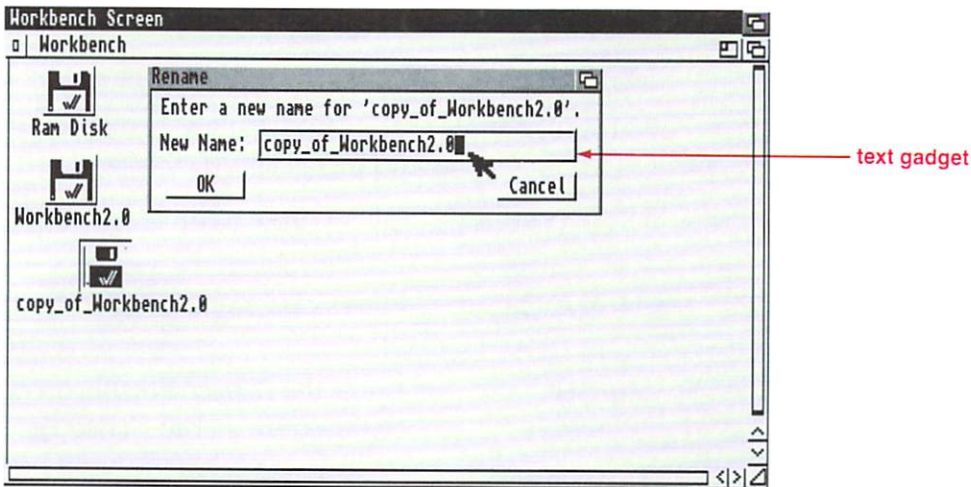 Workbench Screen
Workbench
Ram Disk
Workbench2.0
copy_of_Workbench2.0
Rename
Enter a new name for 'copy_of_Workbench2.0'.
New Name: copy_of_Workbench2.0
OK
Cancel
text gadget